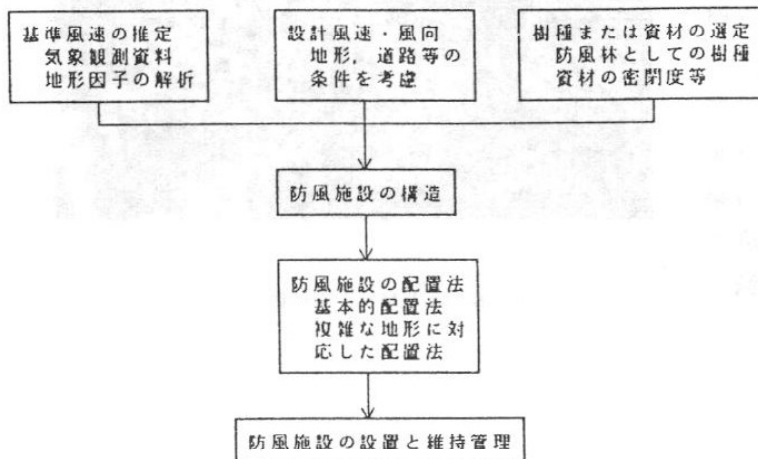 基準風速の推定
気象観測資料
地形因子の解析
設計風速・風向
地形，道路等の
条件を考慮
樹種または資材の選定
防風林としての樹種
資材の密閉度等
防風施設の構造
防風施設の配置法
基本的配置法
複雑な地形に対
応した配置法
防風施設の設置と維持管理